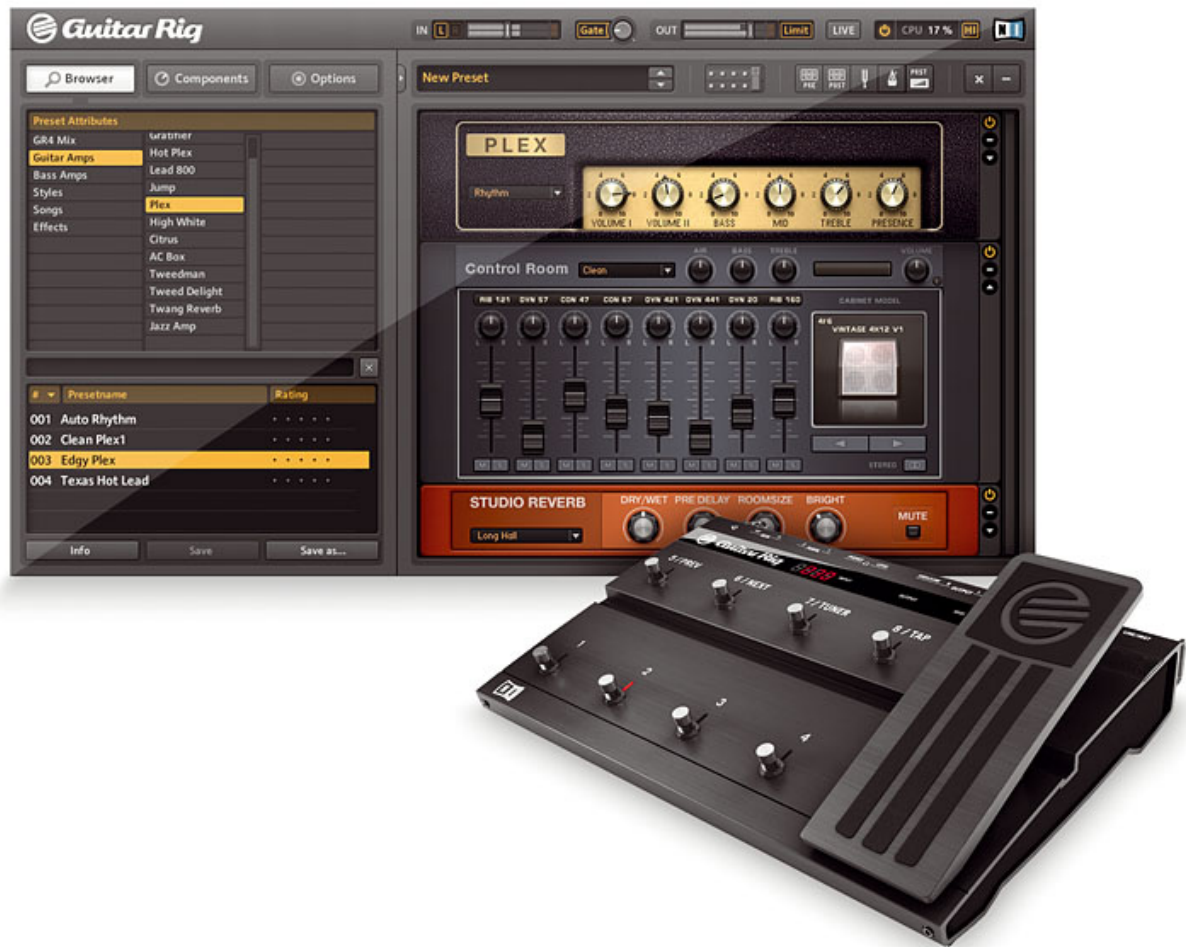 Guitar Rig
IN L R Gate OUT Limit LIVE CPU 17 % HI
Browser Components Options
New Preset
PRE POST PRST
Preset Attributes
GR4 Mix
Guitar Amps
Bass Amps
Styles
Songs
Effects
Gratifier
Hot Plex
Lead 800
Jump
Plex
High White
Citrus
AC Box
Tweedman
Tweed Delight
Twang Reverb
Jazz Amp
# Presetname Rating
001 Auto Rhythm
002 Clean Plex1
003 Edgy Plex
004 Texas Hot Lead
Info Save Save as...
PLEX
Rhythm
VOLUME I VOLUME II BASS MID TREBLE PRESENCE
Control Room Clean
AIR BASS TREBLE VOLUME
RIB 121 DYN 57 CON 47 CON 67 DYN 421 DYN 441 DYN 20 RIB 160
L R L R L R L R L R L R L R L R
CABINET MODEL
VINTAGE 4X12 V1
M S M S M S M S M S M S M S M S
STEREO
STUDIO REVERB
Long Hall
DRY/WET PRE DELAY ROOMSIZE BRIGHT
MUTE
Guitar Rig
5/PREV
6/NEXT
7/TUNER
8/TAP
1
2
3
4